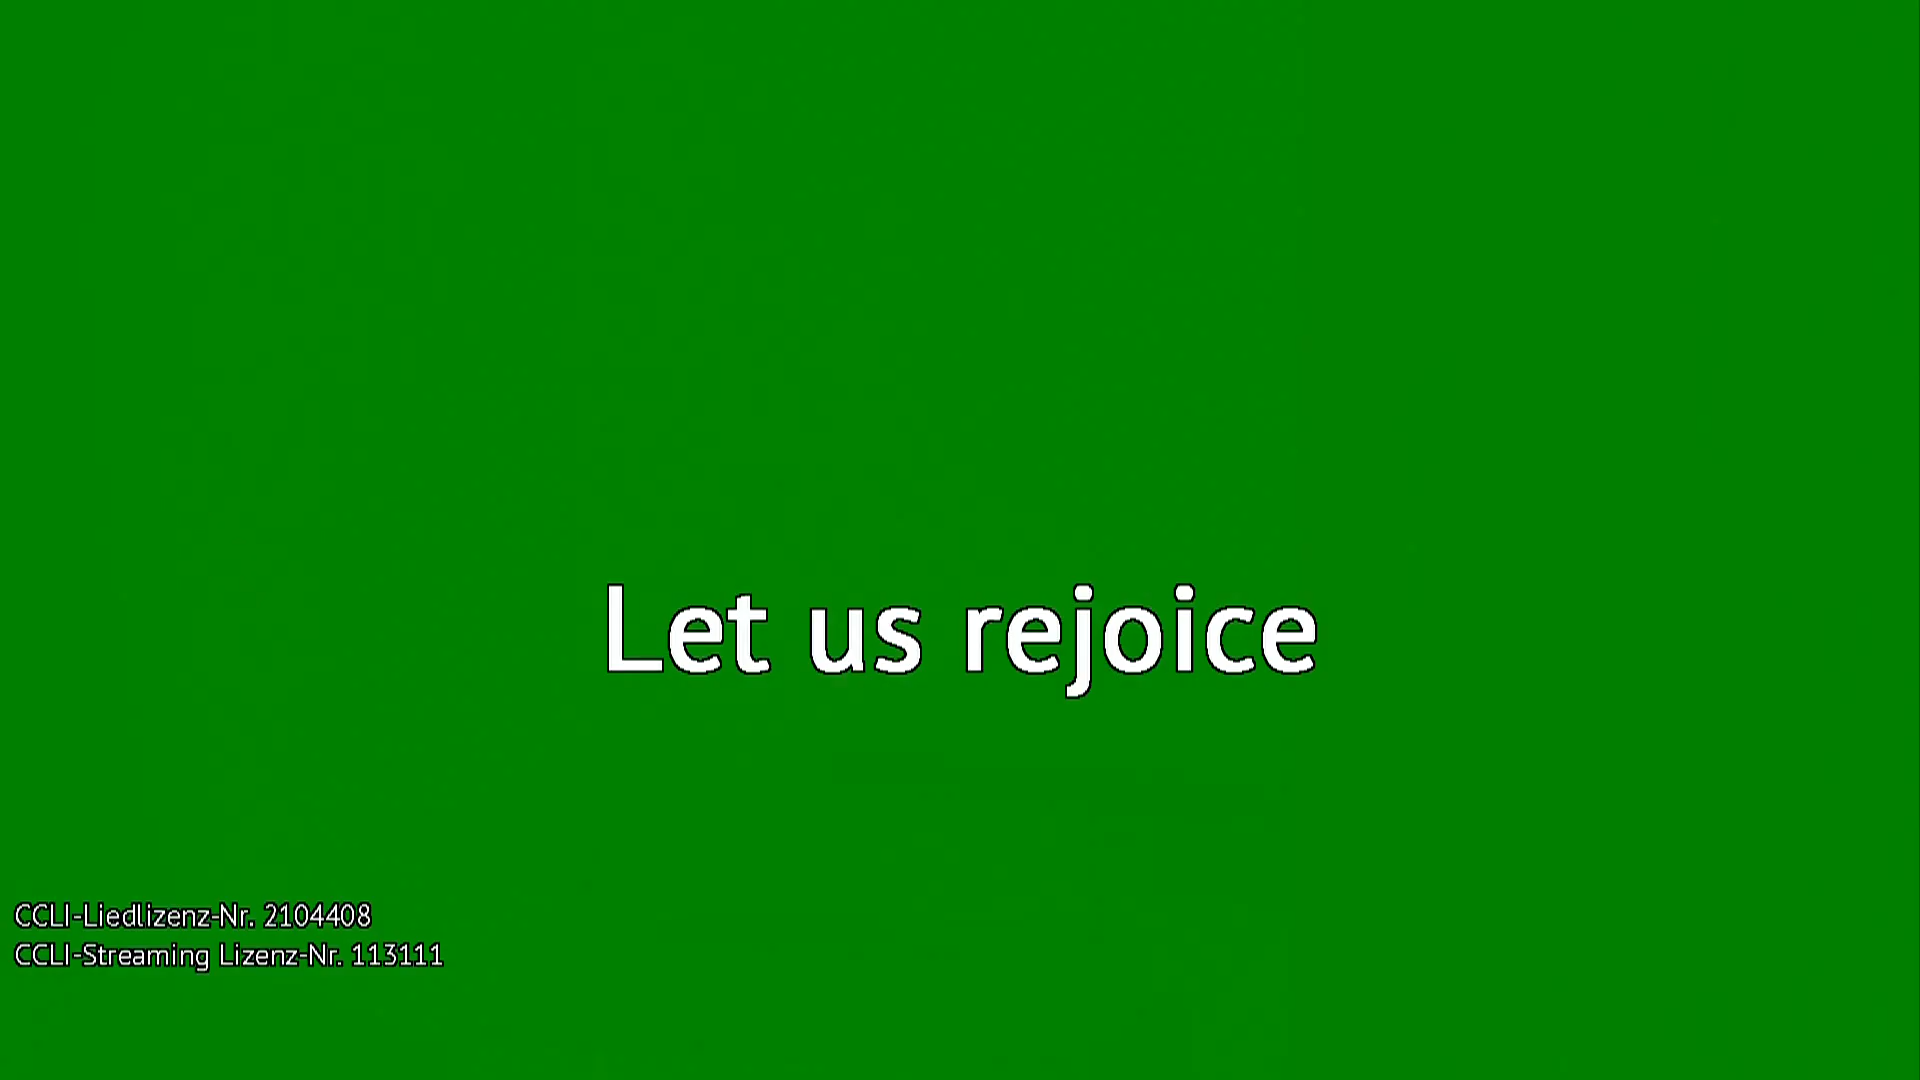 Let us rejoice
CCLI-Liedlizenz-Nr. 2104408
CCLI-Streaming Lizenz-Nr. 113111